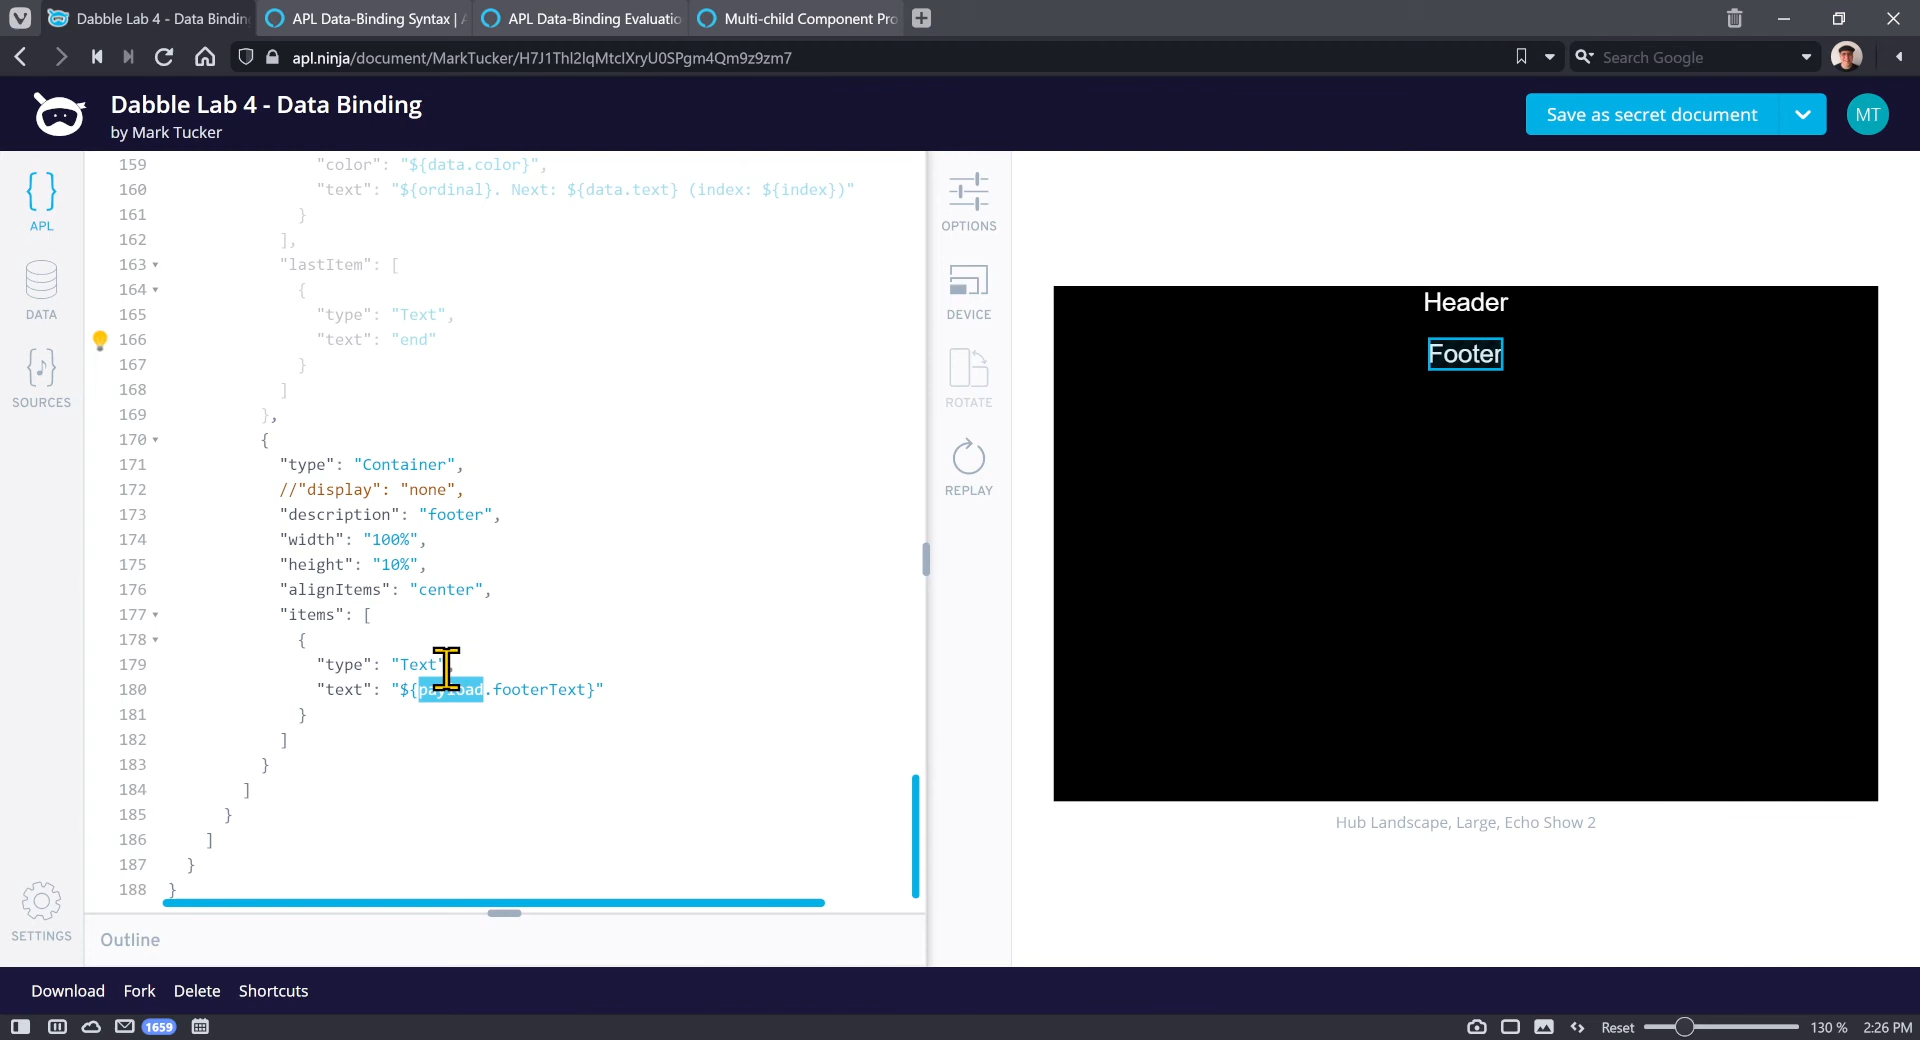 Dabble Lab 4 - Data Bindin
APL Data-Binding Syntax | A
APL Data-Binding Evaluatio
Multi-child Component Pro
apl.ninja/document/MarkTucker/H7J1Thl2lqMtclXryU0SPgm4Qm9z9zm7
Search Google
Dabble Lab 4 - Data Binding
by Mark Tucker
Save as secret document
MT
APL
DATA
SOURCES
SETTINGS
159 "color": "${data.color}",
160 "text": "${ordinal}. Next: ${data.text} (index: ${index})"
161 }
162 ],
163 "lastItem": [
164 {
165 "type": "Text",
166 "text": "end"
167 }
168 ]
169 },
170 {
171 "type": "Container",
172 //"display": "none",
173 "description": "footer",
174 "width": "100%",
175 "height": "10%",
176 "alignItems": "center",
177 "items": [
178 {
179 "type": "Text",
180 "text": "${payload.footerText}"
181 }
182 ]
183 }
184 ]
185 }
186 ]
187 }
188 }
Outline
OPTIONS
DEVICE
ROTATE
REPLAY
Header
Footer
Hub Landscape, Large, Echo Show 2
Download Fork Delete Shortcuts
1659
Reset
130 %
2:26 PM